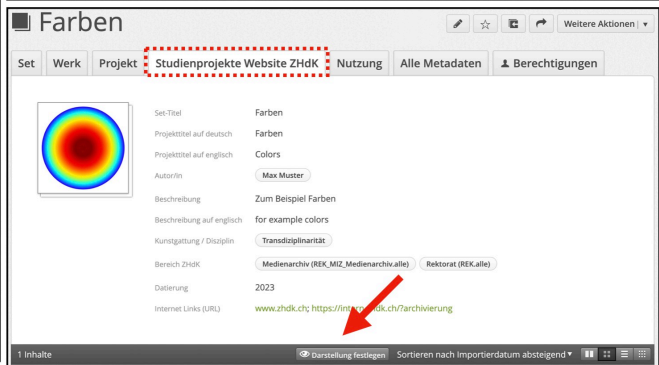 Farben
Weitere Aktionen
Set Werk Projekt Studienprojekte Website ZHdK Nutzung Alle Metadaten Berechtigungen
Set-Titel Farben
Projekttitel auf deutsch Farben
Projekttitel auf englisch Colors
Autor/in Max Muster
Beschreibung Zum Beispiel Farben
Beschreibung auf englisch for example colors
Kunstgattung / Disziplin Transdiziplinarität
Bereich ZHdK Medienarchiv (REK_MIZ_Medienarchiv.alle) Rektorat (REK.alle)
Datierung 2023
Internet Links (URL) www.zhdk.ch;
1 Inhalte Darstellung festlegen Sortieren nach Importierdatum absteigend